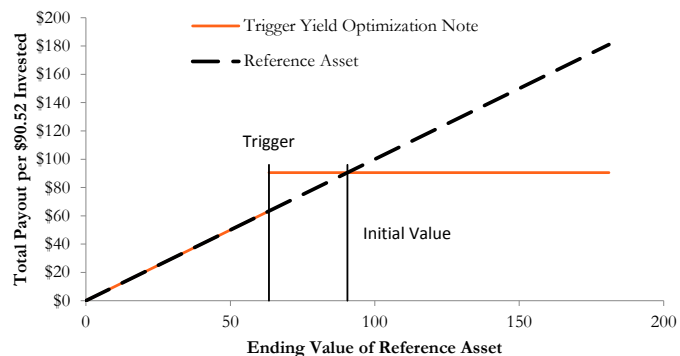 Total Payout per $90.52 Invested
$200
$180
$160
$140
$120
$100
$80
$60
$40
$20
$0
Trigger Yield Optimization Note
Reference Asset
Trigger
Initial Value
0
50
100
150
200
Ending Value of Reference Asset